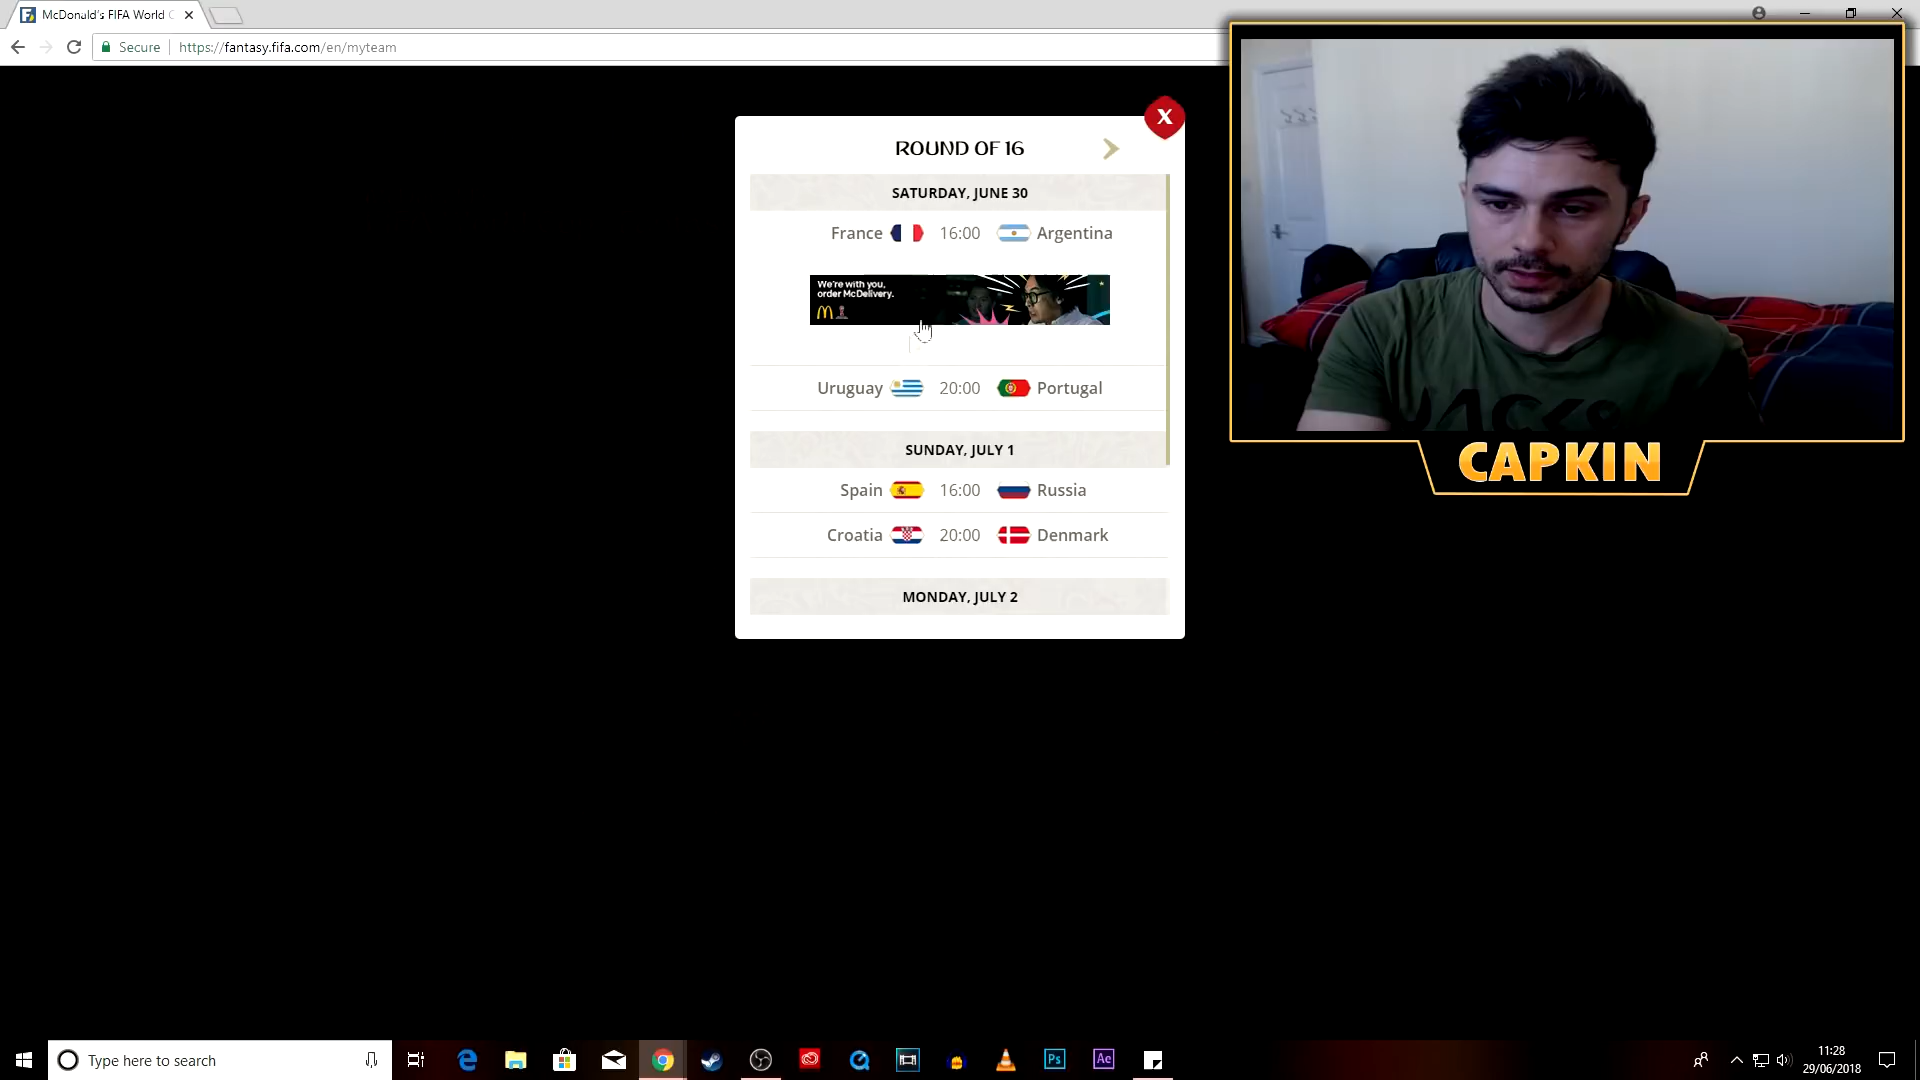 McDonald's FIFA World C
Secure
https://fantasy.fifa.com/en/myteam
X
ROUND OF 16
SATURDAY, JUNE 30
France 16:00 Argentina
We're with you,
order McDelivery.
Uruguay 20:00 Portugal
SUNDAY, JULY 1
Spain 16:00 Russia
Croatia 20:00 Denmark
MONDAY, JULY 2
CAPKIN
Type here to search
Ps
Ae
11:28
29/06/2018